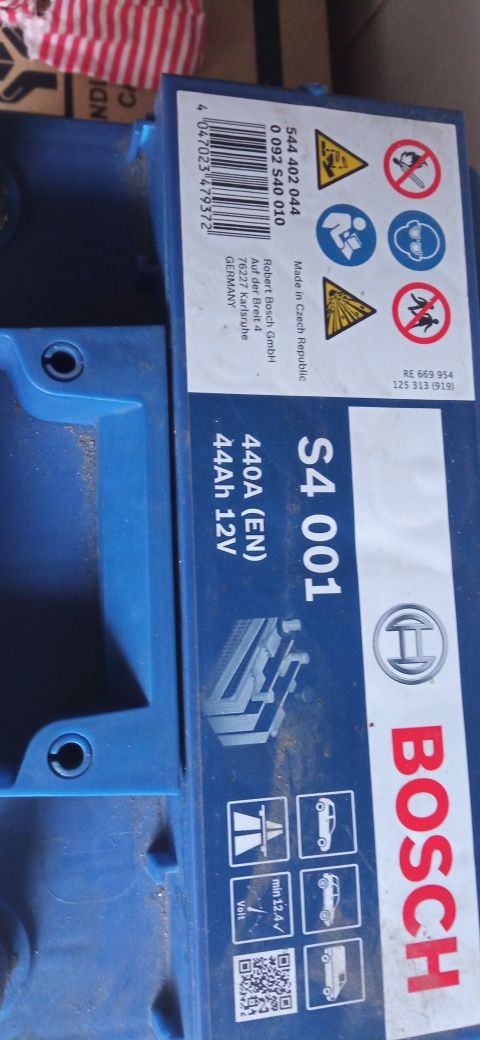 4 047023 479372
544 402 044
0 092 S40 010
Made in Czech Republic
Robert Bosch GmbH
Auf der Breit 4
76227 Karlsruhe
GERMANY
RE 669 954
125 313 (919)
S4 001
440A (EN)
44Ah 12V
BOSCH
min 12.4
Volt